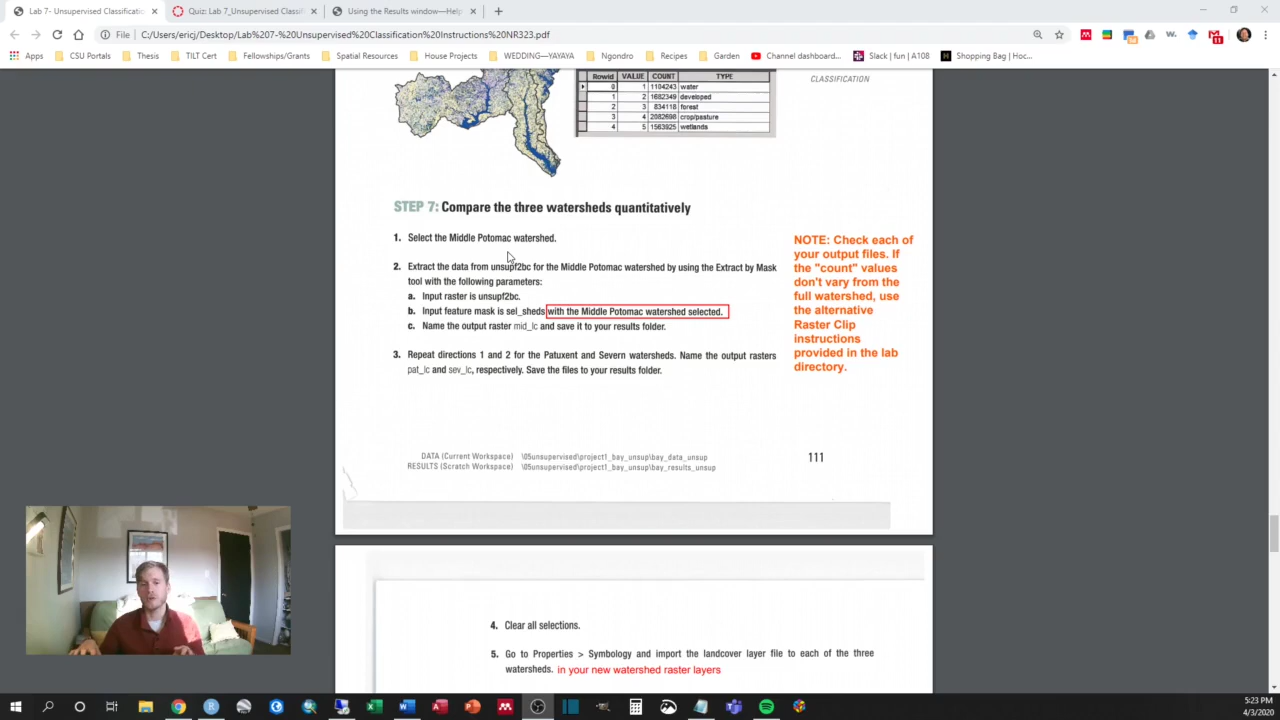 Lab 7- Unsupervised Classificatio
Quiz: Lab 7_Unsupervised Classif
Using the Results window—Help
File
C:/Users/ericj/Desktop/Lab%207-%20Unsupervised%20Classification%20Instructions%20NR323.pdf
Apps
CSU Portals
Thesis
TILT Cert
Fellowships/Grants
Spatial Resources
House Projects
WEDDING—YAYAYA
Ngondro
Recipes
Garden
Channel dashboard...
Slack | fun | A108
Shopping Bag | Hoc...
CLASSIFICATION
Rowid VALUE COUNT TYPE
0 1 1104243 water
1 2 1682349 developed
2 3 834118 forest
3 4 2082698 crop/pasture
4 5 1563925 wetlands
STEP 7: Compare the three watersheds quantitatively
1. Select the Middle Potomac watershed.
2. Extract the data from unsupf2bc for the Middle Potomac watershed by using the Extract by Mask
tool with the following parameters:
a. Input raster is unsupf2bc.
b. Input feature mask is sel_sheds with the Middle Potomac watershed selected.
c. Name the output raster mid_lc and save it to your results folder.
3. Repeat directions 1 and 2 for the Patuxent and Severn watersheds. Name the output rasters
pat_lc and sev_lc, respectively. Save the files to your results folder.
NOTE: Check each of
your output files. If
the "count" values
don't vary from the
full watershed, use
the alternative
Raster Clip
instructions
provided in the lab
directory.
DATA (Current Workspace) \05unsupervised\project1_bay_unsup\bay_data_unsup
RESULTS (Scratch Workspace) \05unsupervised\project1_bay_unsup\bay_results_unsup
111
4. Clear all selections.
5. Go to Properties > Symbology and import the landcover layer file to each of the three
watersheds. in your new watershed raster layers
5:23 PM
4/3/2020